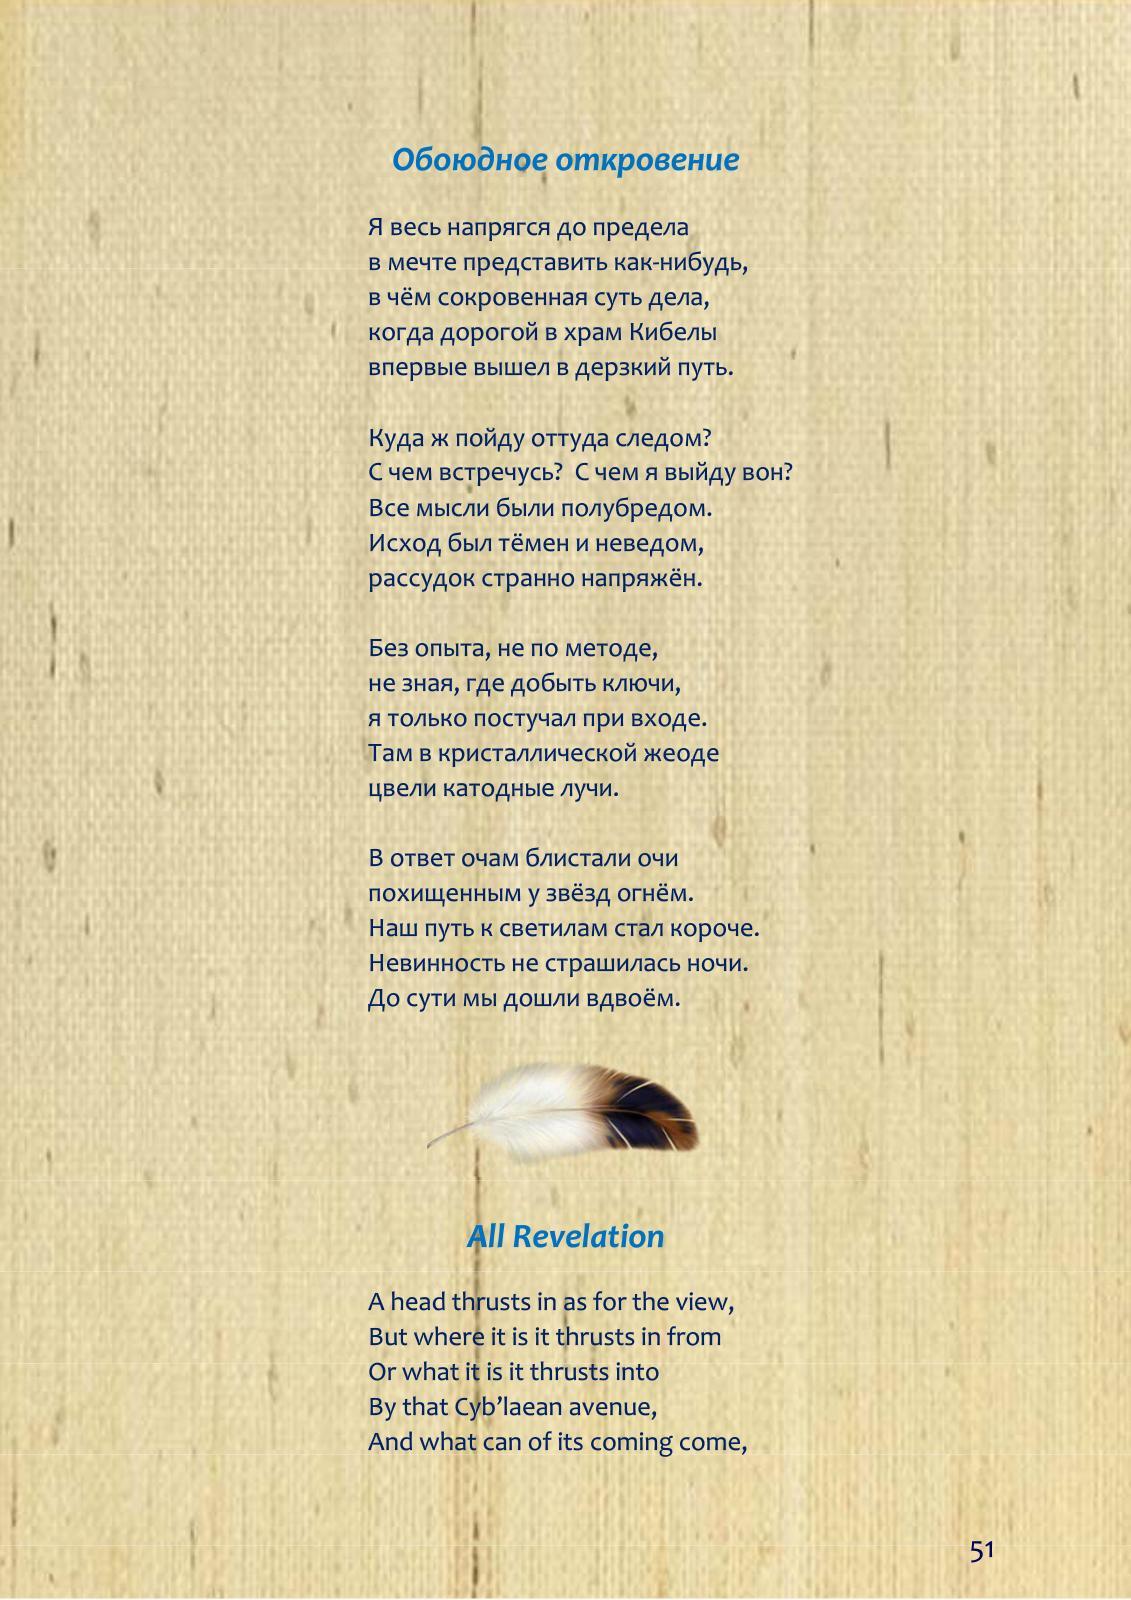 Обоюдное откровение
Я весь напрягся до предела
в мечте представить как-нибудь,
в чём сокровенная суть дела,
когда дорогой в храм Кибелы
впервые вышел в дерзкий путь.
Куда ж пойду оттуда следом?
С чем встречусь?  С чем я выйду вон?
Все мысли были полубредом.
Исход был тёмен и неведом,
рассудок странно напряжён.
Без опыта, не по методе,
не зная, где добыть ключи,
я только постучал при входе.
Там в кристаллической жеоде
цвели катодные лучи.
В ответ очам блистали очи
похищенным у звёзд огнём.
Наш путь к светилам стал короче.
Невинность не страшилась ночи.
До сути мы дошли вдвоём.
All Revelation
A head thrusts in as for the view,
But where it is it thrusts in from
Or what it is it thrusts into
By that Cyb’laean avenue,
And what can of its coming come,
51